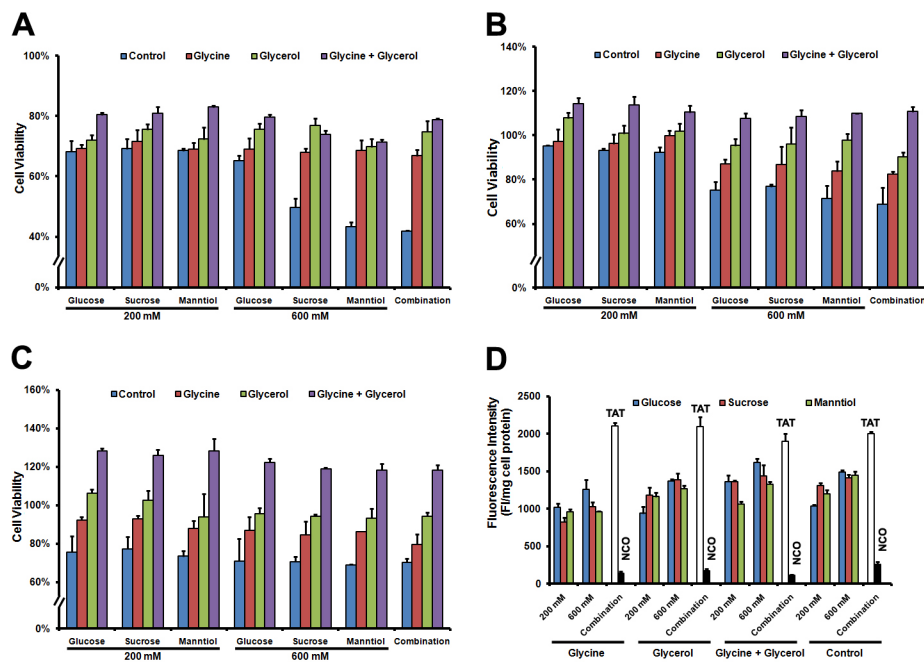 A
100%
80%
60%
40%
0%
Cell Viability
Control Glycine Glycerol Glycine + Glycerol
Glucose Sucrose Manntiol Glucose Sucrose Manntiol Combination
200 mM 600 mM
B
140%
120%
100%
80%
60%
0%
Cell Viability
Control Glycine Glycerol Glycine + Glycerol
Glucose Sucrose Manntiol Glucose Sucrose Manntiol Combination
200 mM 600 mM
C
160%
140%
120%
100%
80%
60%
0%
Cell Viability
Control Glycine Glycerol Glycine + Glycerol
Glucose Sucrose Manntiol Glucose Sucrose Manntiol Combination
200 mM 600 mM
D
2500
2000
1500
1000
500
0
Fluorescence Intensity
(FI/mg cell protein)
Glucose Sucrose Manntiol
TAT TAT TAT TAT
NCO NCO NCO NCO
200 mM 600 mM Combination 200 mM 600 mM Combination 200 mM 600 mM Combination 200 mM 600 mM Combination
Glycine Glycerol Glycine + Glycerol Control